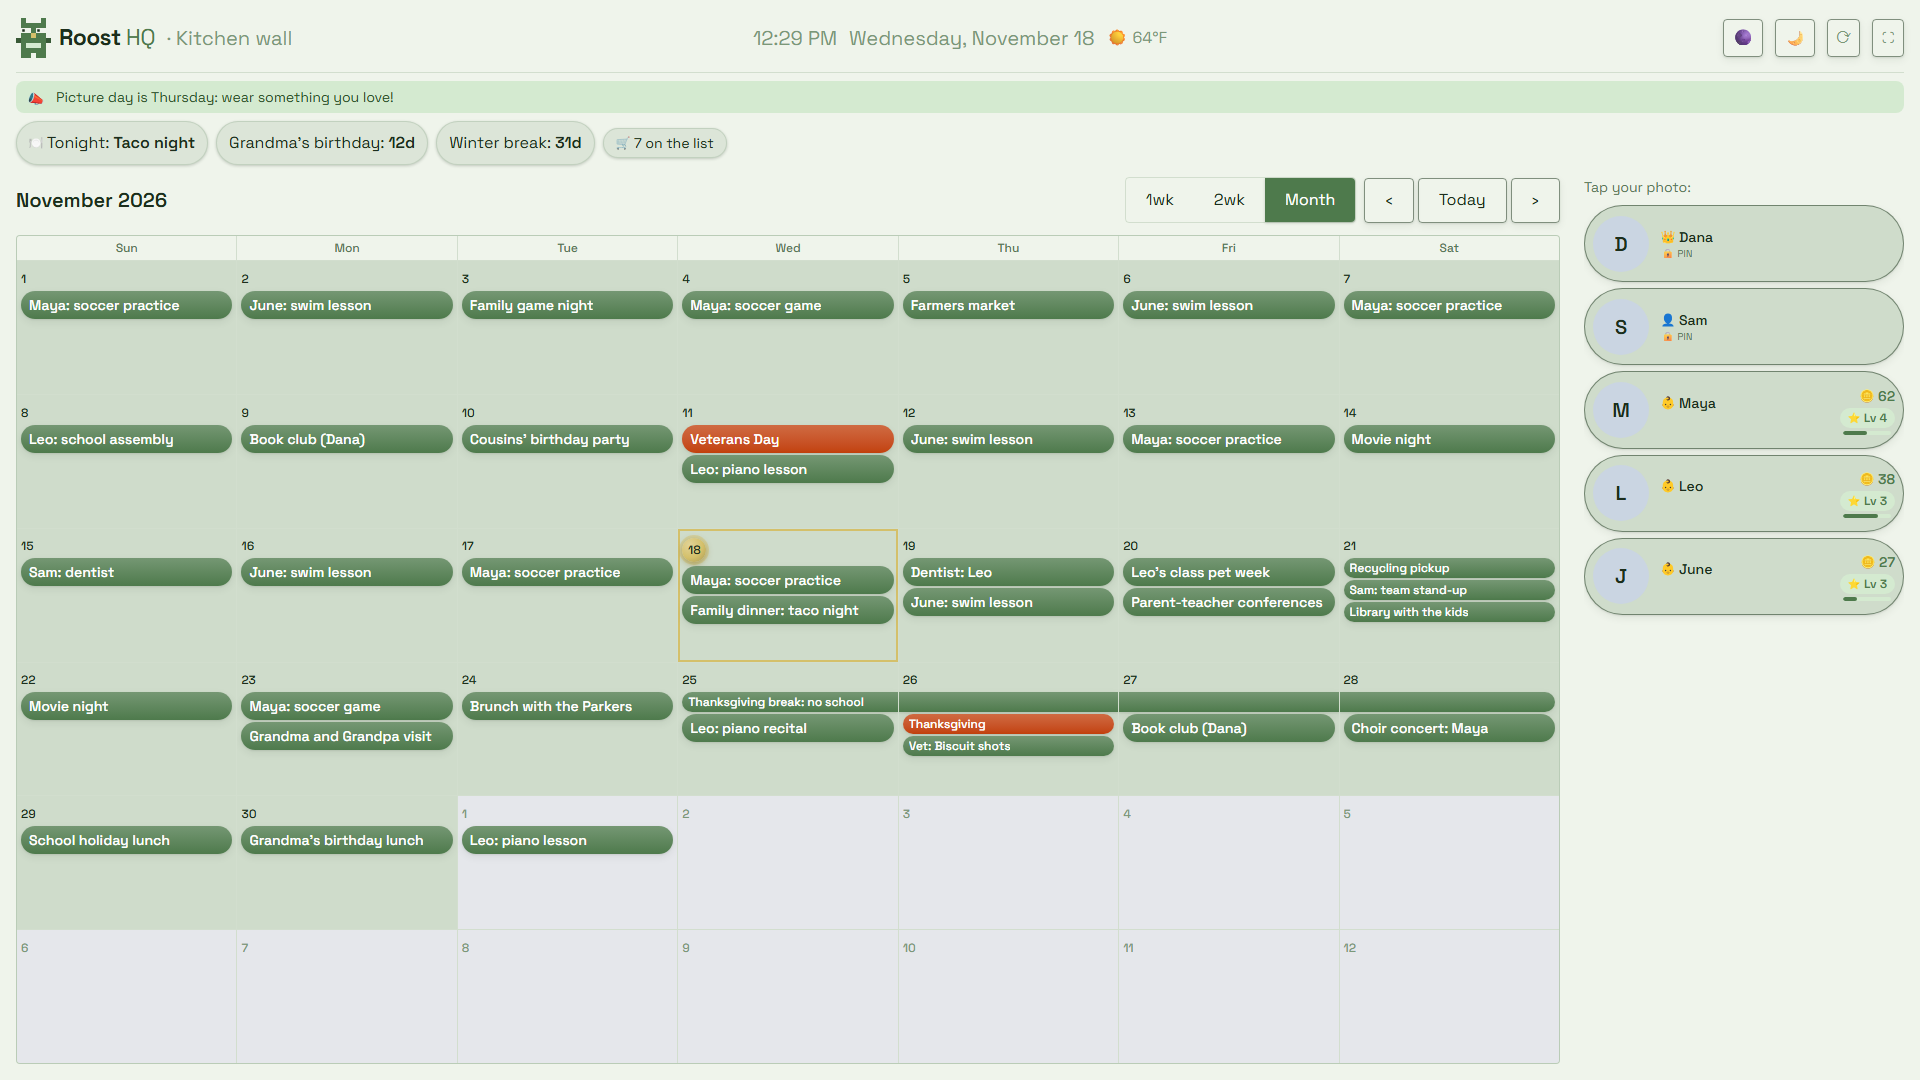 Roost HQ · Kitchen wall
12:29 PM Wednesday, November 18 64°F
Picture day is Thursday: wear something you love!
Tonight: Taco night
Grandma's birthday: 12d
Winter break: 31d
7 on the list
November 2026
1wk 2wk Month < Today >
Sun Mon Tue Wed Thu Fri Sat
1 2 3 4 5 6 7
Maya: soccer practice
June: swim lesson
Family game night
Maya: soccer game
Farmers market
June: swim lesson
Maya: soccer practice
8 9 10 11 12 13 14
Leo: school assembly
Book club (Dana)
Cousins' birthday party
Veterans Day
Leo: piano lesson
June: swim lesson
Maya: soccer practice
Movie night
15 16 17 18 19 20 21
Sam: dentist
June: swim lesson
Maya: soccer practice
Maya: soccer practice
Family dinner: taco night
Dentist: Leo
June: swim lesson
Leo's class pet week
Parent-teacher conferences
Recycling pickup
Sam: team stand-up
Library with the kids
22 23 24 25 26 27 28
Movie night
Maya: soccer game
Grandma and Grandpa visit
Brunch with the Parkers
Thanksgiving break: no school
Leo: piano recital
Thanksgiving
Vet: Biscuit shots
Book club (Dana)
Choir concert: Maya
29 30 1 2 3 4 5
School holiday lunch
Grandma's birthday lunch
Leo: piano lesson
6 7 8 9 10 11 12
Tap your photo:
D Dana
PIN
S Sam
PIN
M Maya 62
Lv 4
L Leo 38
Lv 3
J June 27
Lv 3